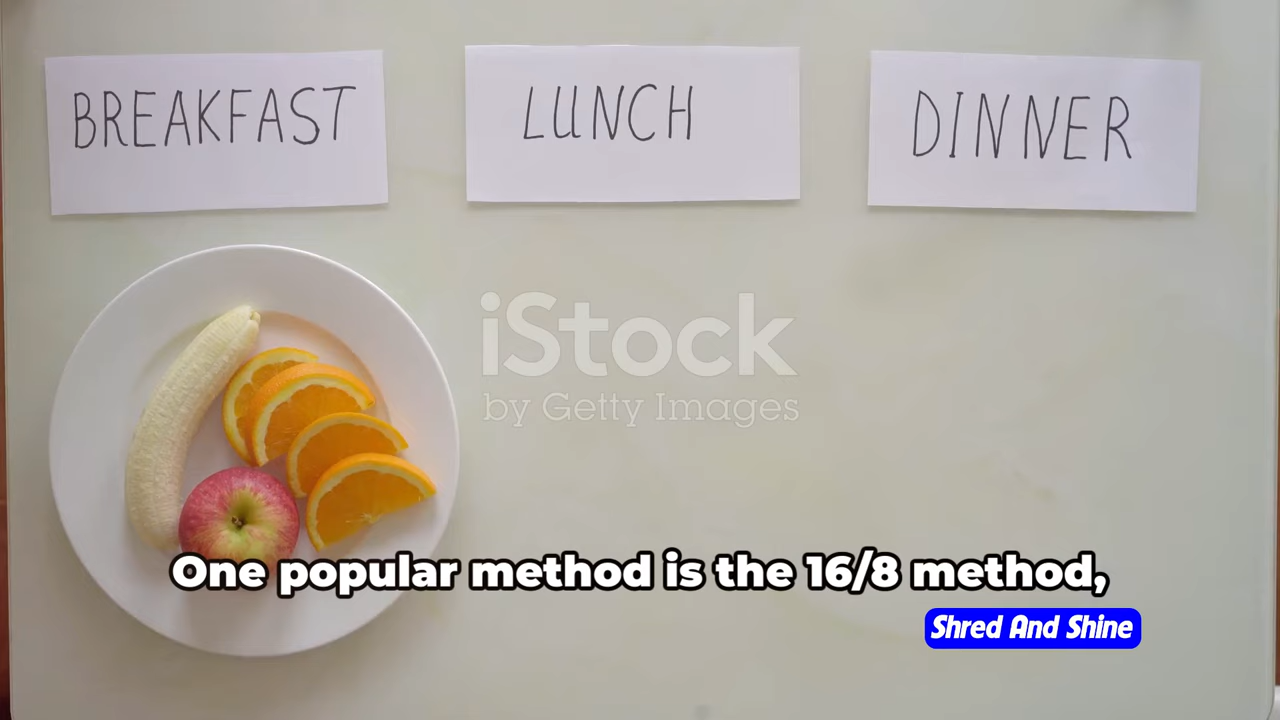 BREAKFAST
LUNCH
DINNER
iStock
by Getty Images
One popular method is the 16/8 method,
Shred And Shine